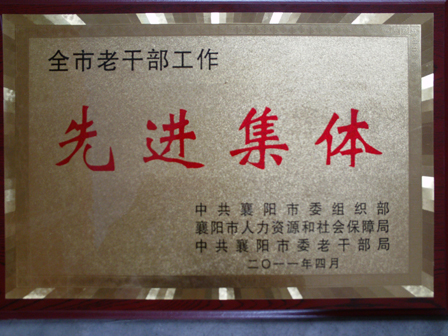 全市老干部工作
先进集体
中共襄阳市委组织部
襄阳市人力资源和社会保障局
中共襄阳市委老干部局
二〇一一年四月